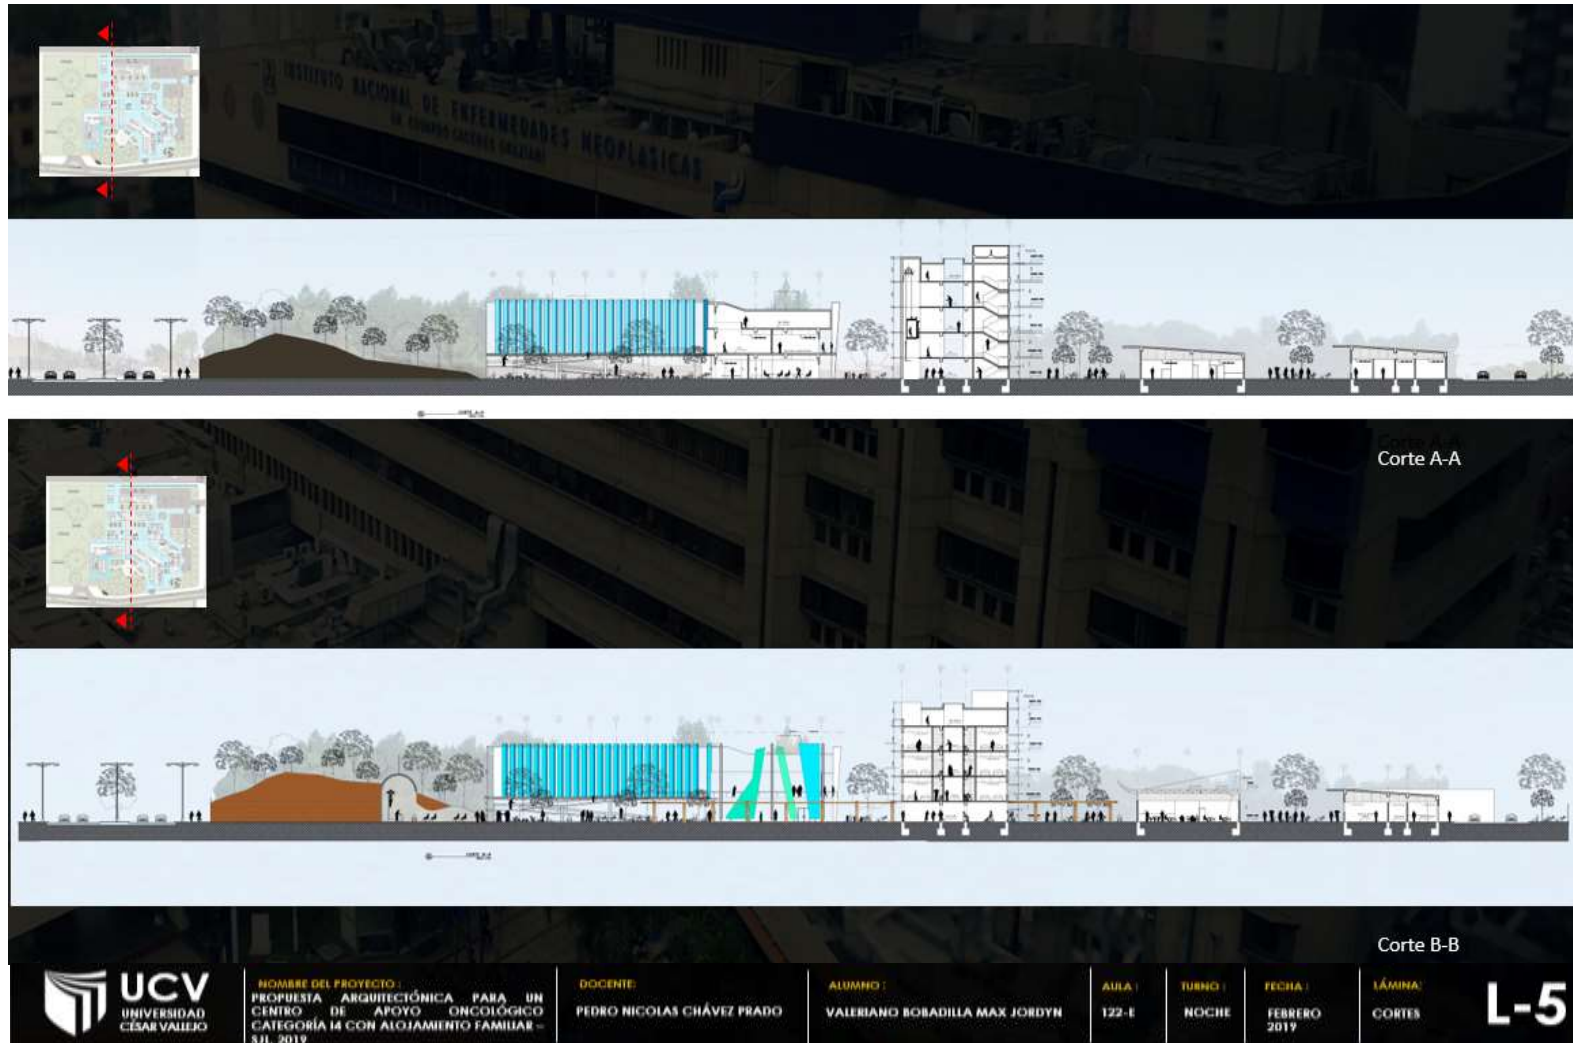 INSTITUTO NACIONAL DE ENFERMEDADES NEOPLASICAS
Corte A-A
Corte A-A
Corte B-B
UCV
UNIVERSIDAD
CÉSAR VALLEJO
NOMBRE DEL PROYECTO :
PROPUESTA ARQUITECTÓNICA PARA UN
CENTRO DE APOYO ONCOLÓGICO
CATEGORÍA I4 CON ALOJAMIENTO FAMILIAR –
SJL, 2019
DOCENTE:
PEDRO NICOLAS CHÁVEZ PRADO
ALUMNO :
VALERIANO BOBADILLA MAX JORDYN
AULA :
122-E
TURNO :
NOCHE
FECHA :
FEBRERO
2019
LÁMINA:
CORTES
L-5